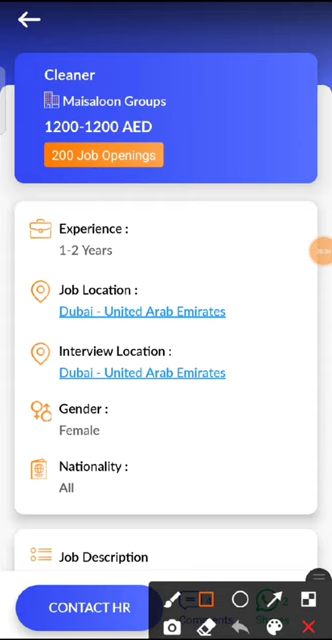 Cleaner
Maisaloon Groups
1200-1200 AED
200 Job Openings
Experience :
1-2 Years
Job Location :
Dubai - United Arab Emirates
Interview Location :
Dubai - United Arab Emirates
Gender :
Female
Nationality :
All
Job Description
CONTACT HR